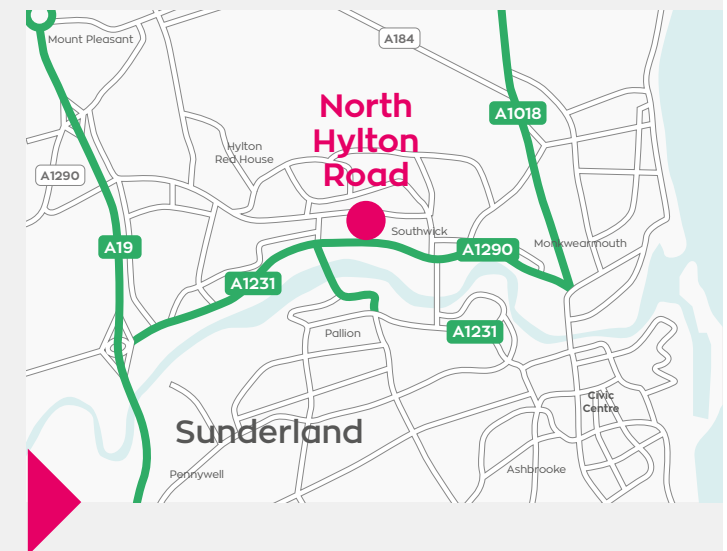 Mount Pleasant
A184
North
Hylton
Road
A1018
Hylton
Red House
A1290
Southwick
A19
A1290
Monkwearmouth
A1231
Pallion
A1231
Civic
Centre
Sunderland
Pennywell
Ashbrooke